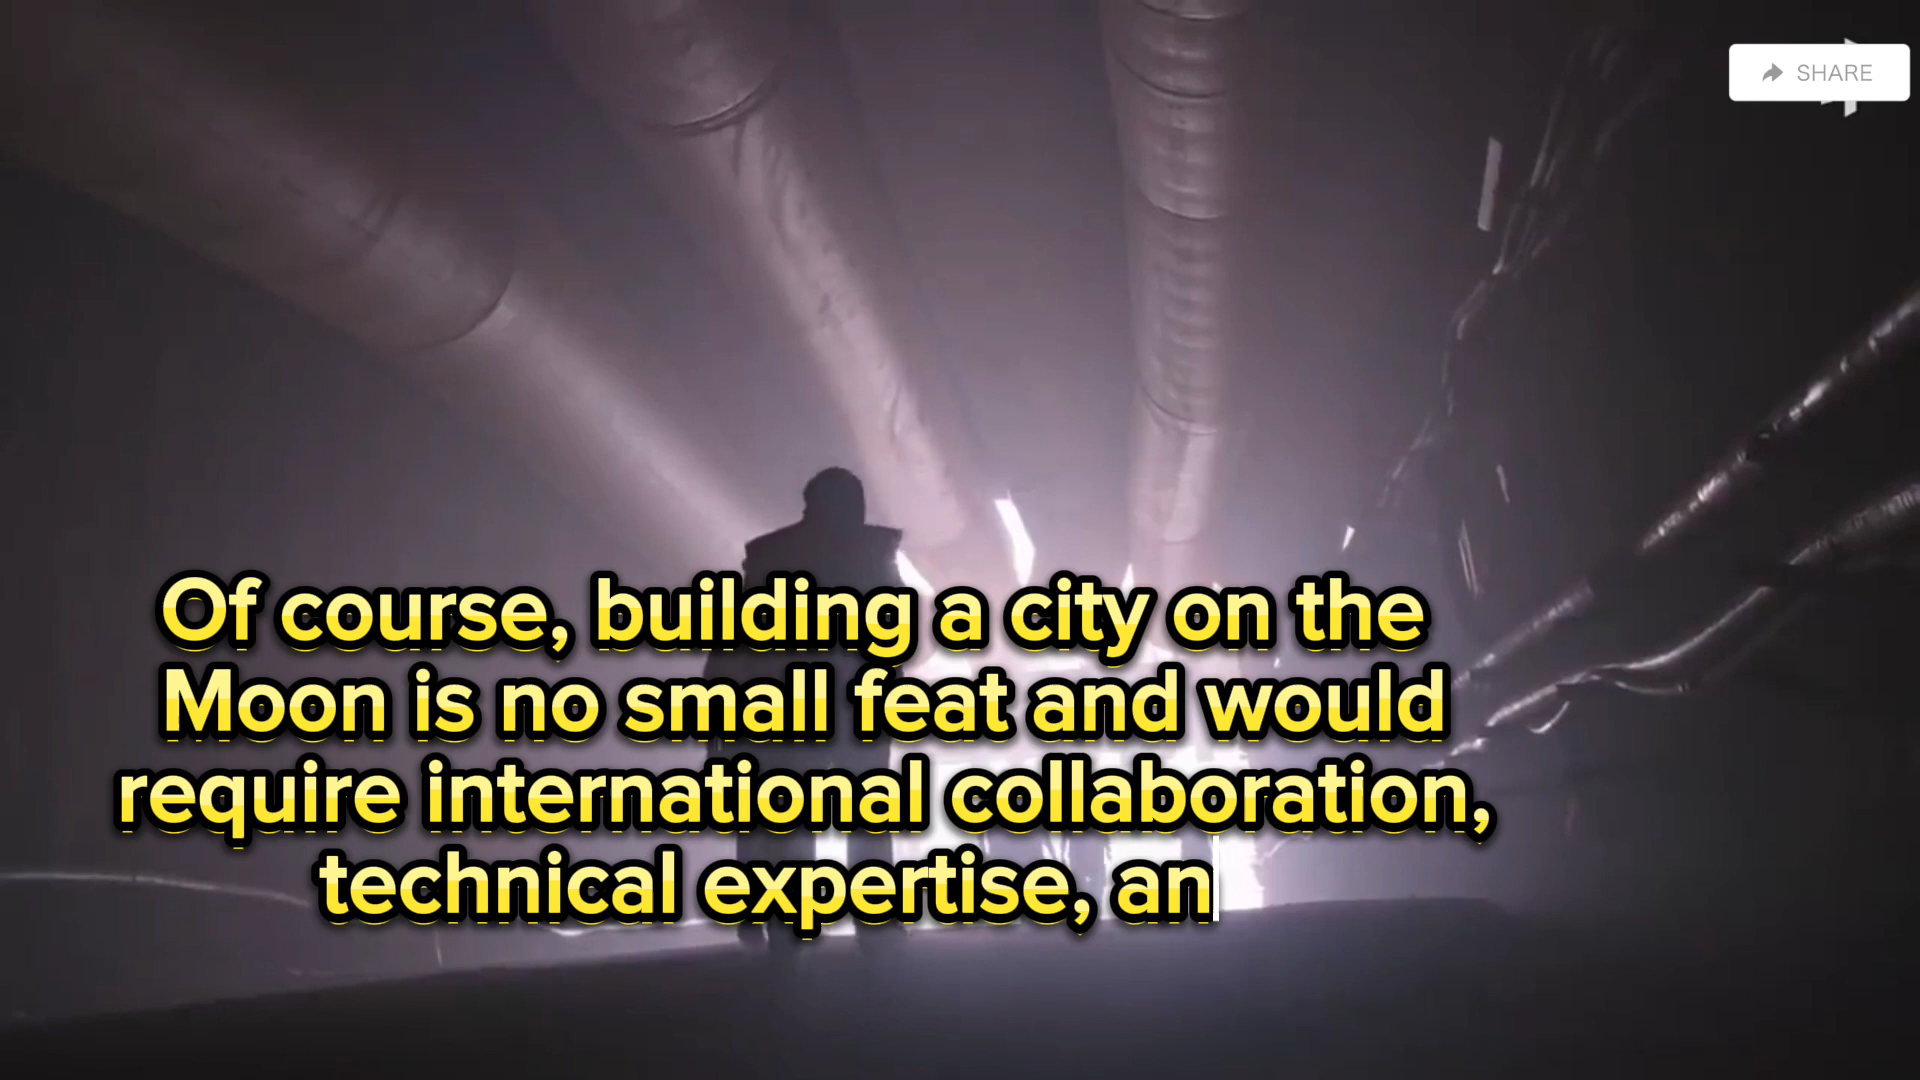 SHARE
Of course, building a city on the
Moon is no small feat and would
require international collaboration,
technical expertise, an